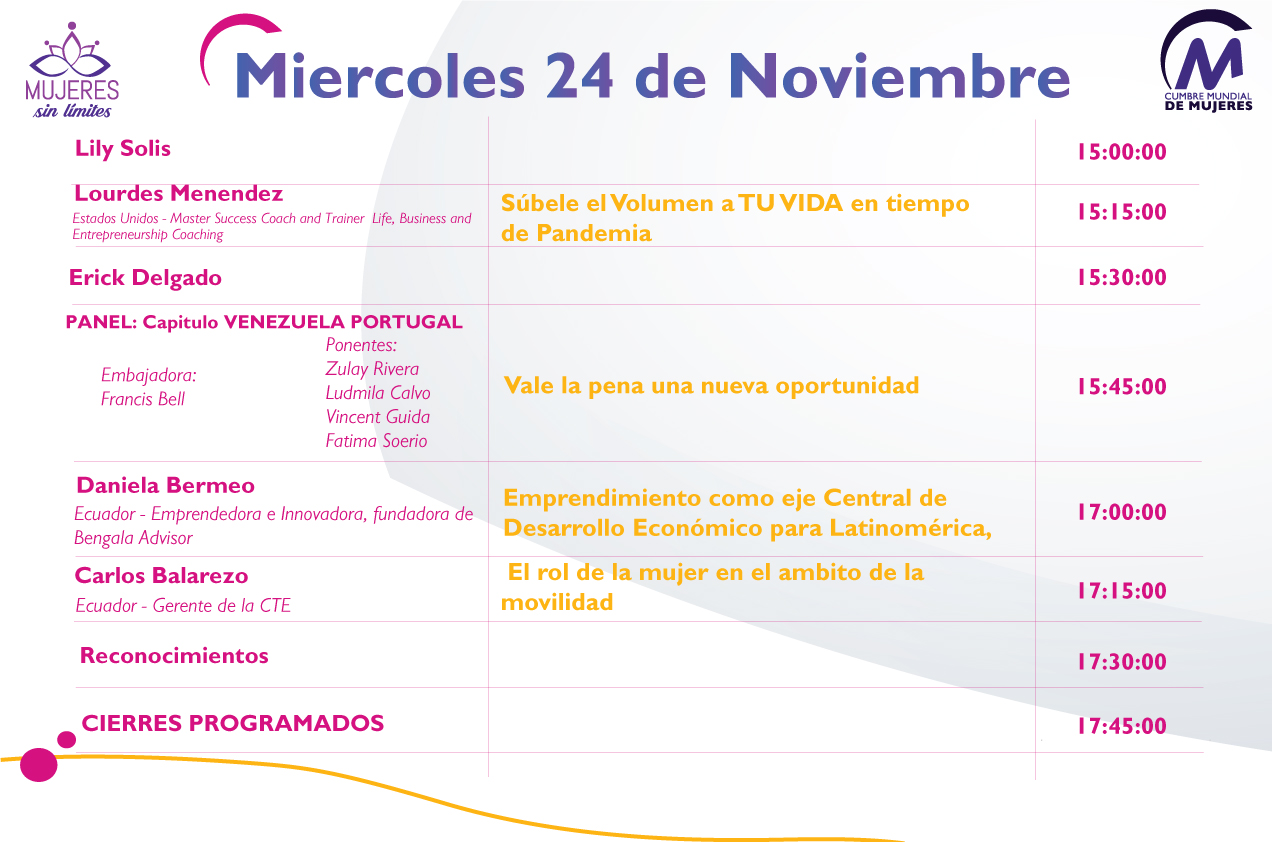 MUJERES
sin límites
Miercoles 24 de Noviembre
CUMBRE MUNDIAL
DE MUJERES
Lily Solis
15:00:00
Lourdes Menendez
Estados Unidos - Master Success Coach and Trainer Life, Business and
Entrepreneurship Coaching
Súbele el Volumen a TU VIDA en tiempo
de Pandemia
15:15:00
Erick Delgado
15:30:00
PANEL: Capitulo VENEZUELA PORTUGAL
Embajadora:
Francis Bell
Ponentes:
Zulay Rivera
Ludmila Calvo
Vincent Guida
Fatima Soerio
Vale la pena una nueva oportunidad
15:45:00
Daniela Bermeo
Ecuador - Emprendedora e Innovadora, fundadora de
Bengala Advisor
Emprendimiento como eje Central de
Desarrollo Económico para Latinomérica,
17:00:00
Carlos Balarezo
Ecuador - Gerente de la CTE
El rol de la mujer en el ambito de la
movilidad
17:15:00
Reconocimientos
17:30:00
CIERRES PROGRAMADOS
17:45:00